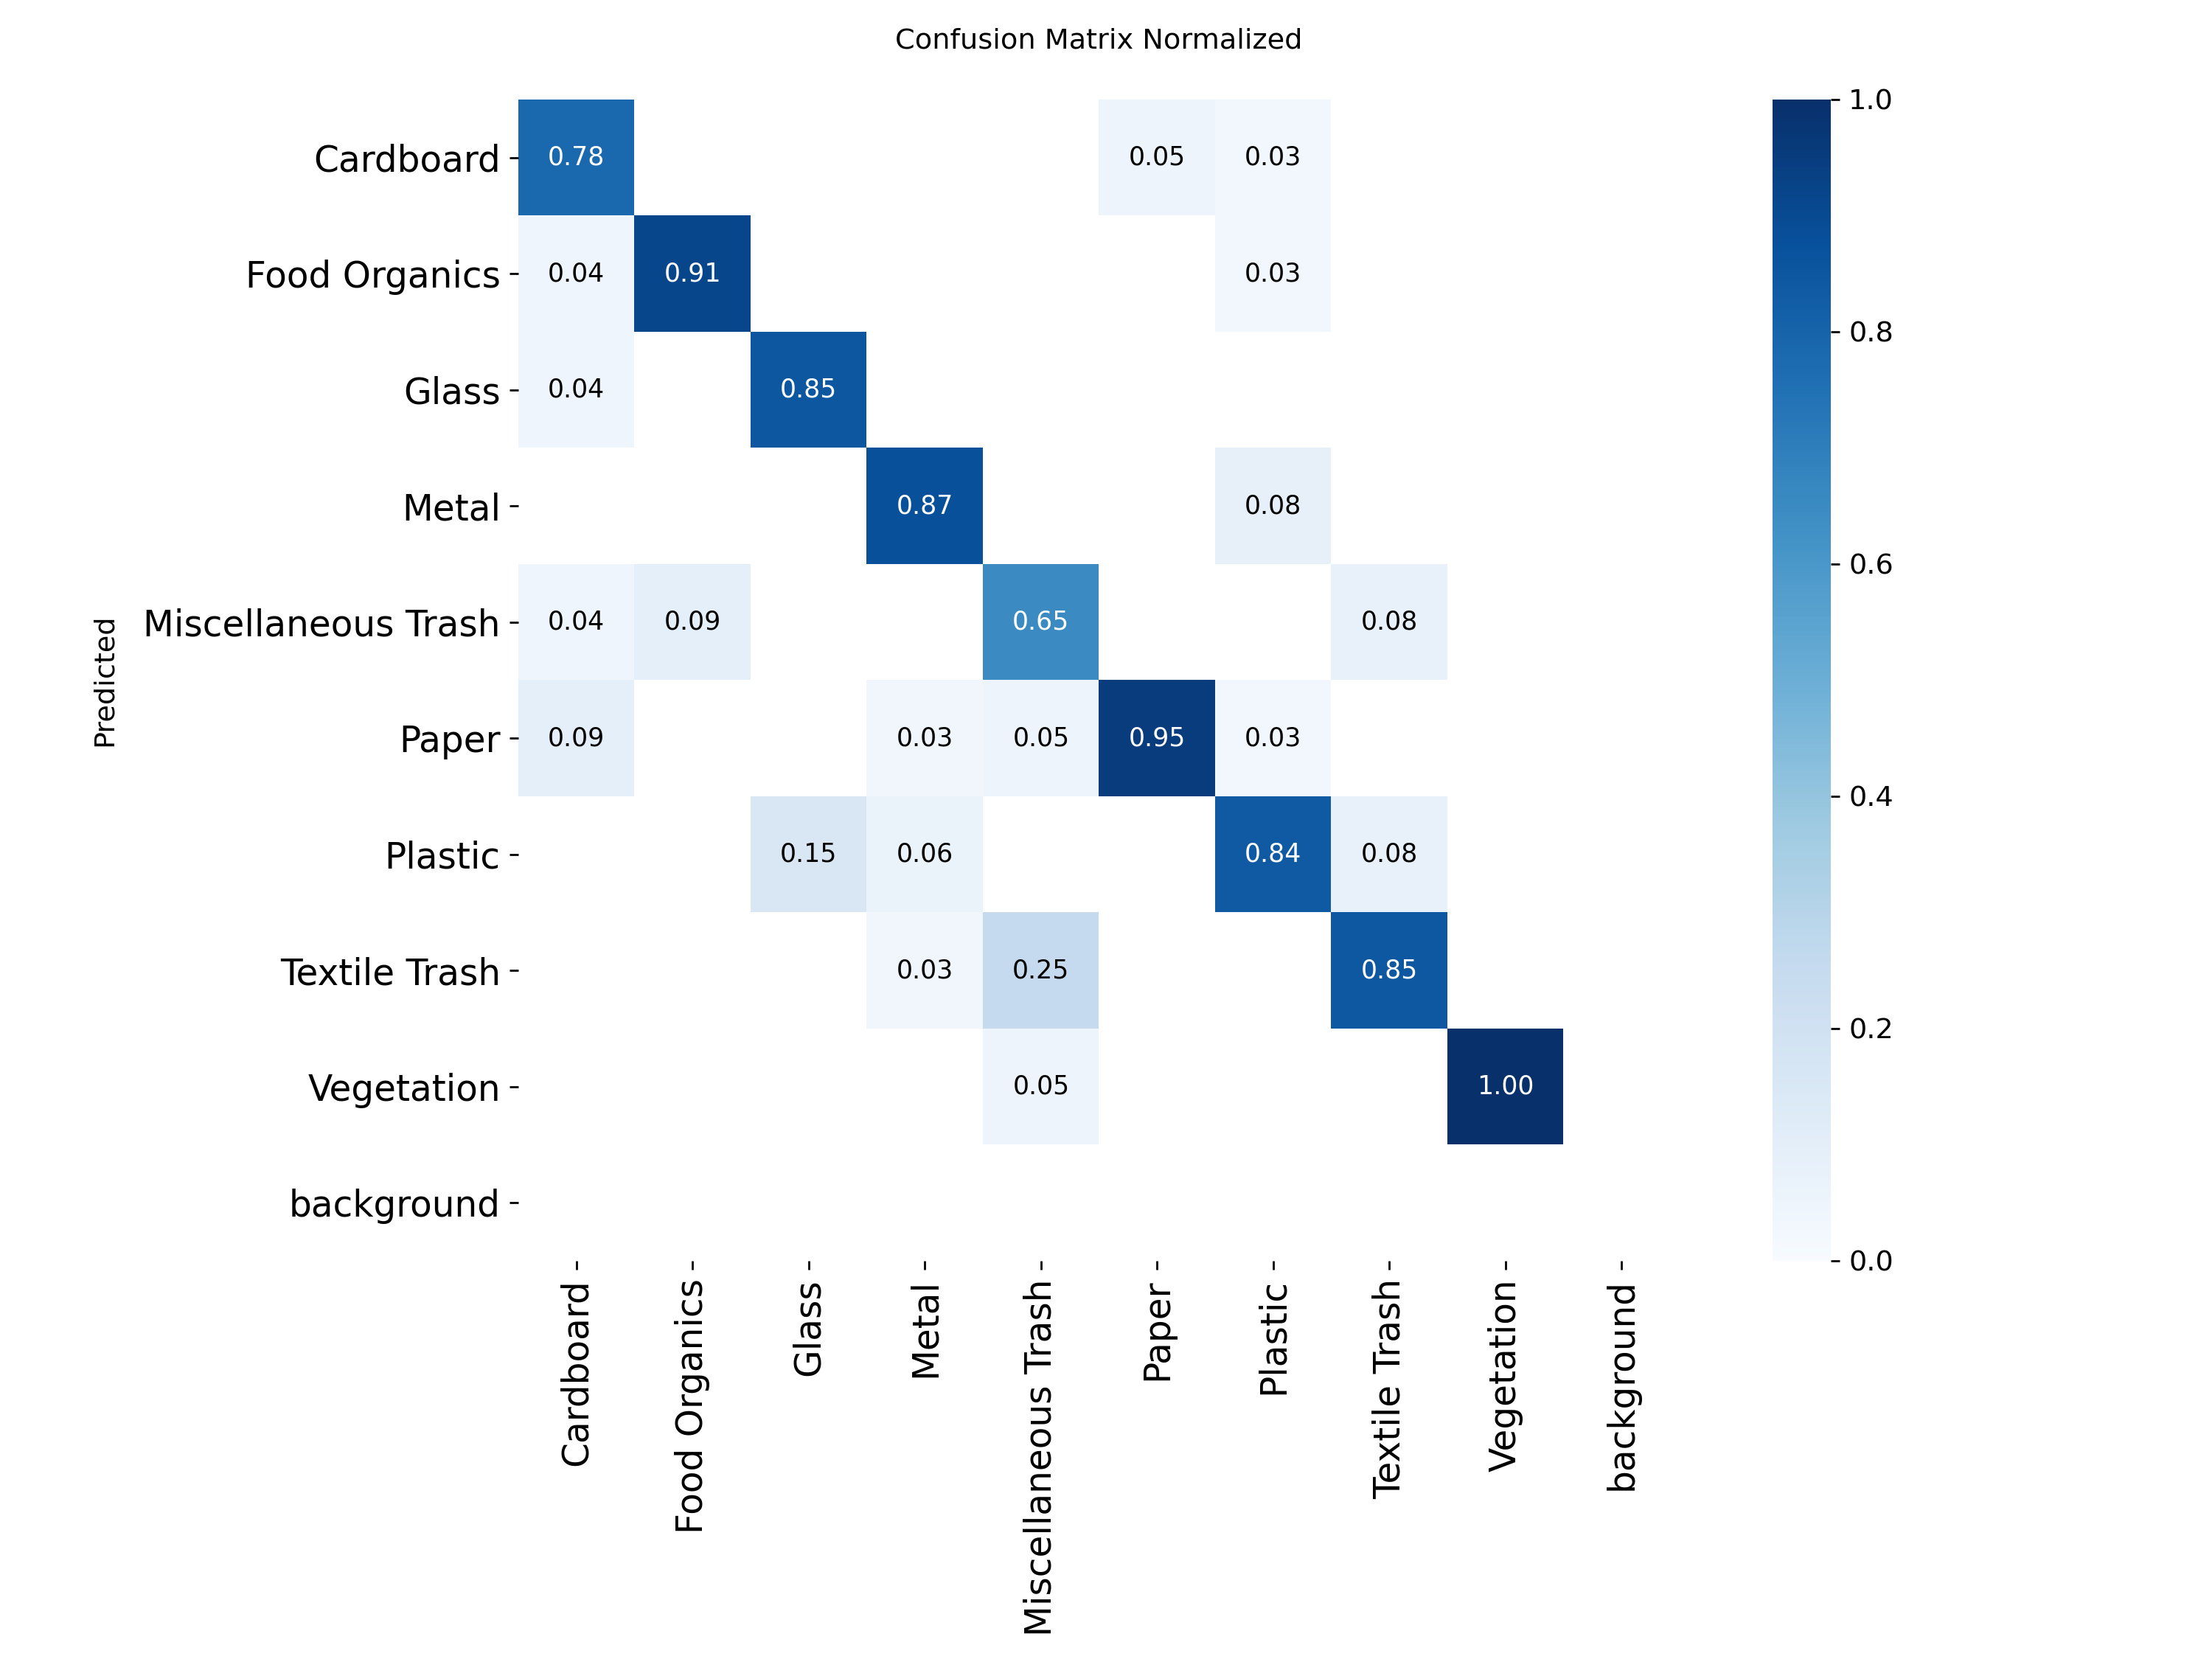 Confusion Matrix Normalized
Predicted
Cardboard
Food Organics
Glass
Metal
Miscellaneous Trash
Paper
Plastic
Textile Trash
Vegetation
background
0.78 0.05 0.03
0.04 0.91 0.03
0.04 0.85
0.87 0.08
0.04 0.09 0.65 0.08
0.09 0.03 0.05 0.95 0.03
0.15 0.06 0.84 0.08
0.03 0.25 0.85
0.05 1.00
Cardboard
Food Organics
Glass
Metal
Miscellaneous Trash
Paper
Plastic
Textile Trash
Vegetation
background
1.0
0.8
0.6
0.4
0.2
0.0